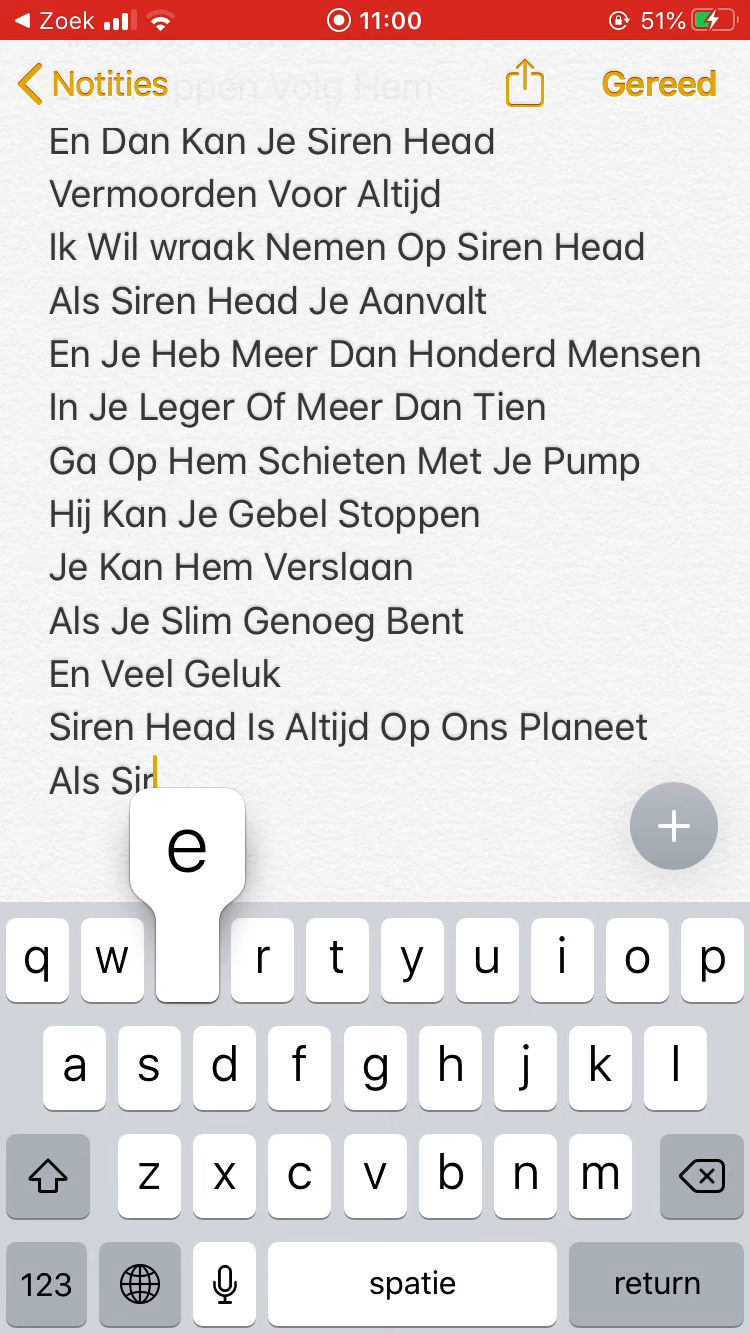 Zoek 11:00 51%
Notities Gereed
ppen Volg Hem
En Dan Kan Je Siren Head
Vermoorden Voor Altijd
Ik Wil wraak Nemen Op Siren Head
Als Siren Head Je Aanvalt
En Je Heb Meer Dan Honderd Mensen
In Je Leger Of Meer Dan Tien
Ga Op Hem Schieten Met Je Pump
Hij Kan Je Gebel Stoppen
Je Kan Hem Verslaan
Als Je Slim Genoeg Bent
En Veel Geluk
Siren Head Is Altijd Op Ons Planeet
Als Sir
e
q w r t y u i o p
a s d f g h j k l
z x c v b n m
123 spatie return